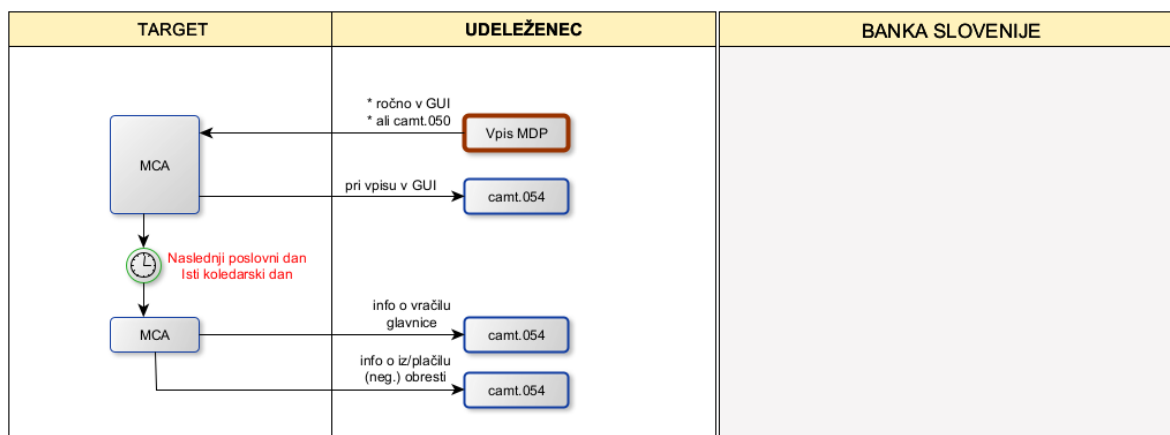 TARGET
UDELEŽENEC
BANKA SLOVENIJE
* ročno v GUI
* ali camt.050
Vpis MDP
MCA
pri vpisu v GUI
camt.054
Naslednji poslovni dan
Isti koledarski dan
info o vračilu
glavnice
MCA
camt.054
info o iz/plačilu
(neg.) obresti
camt.054